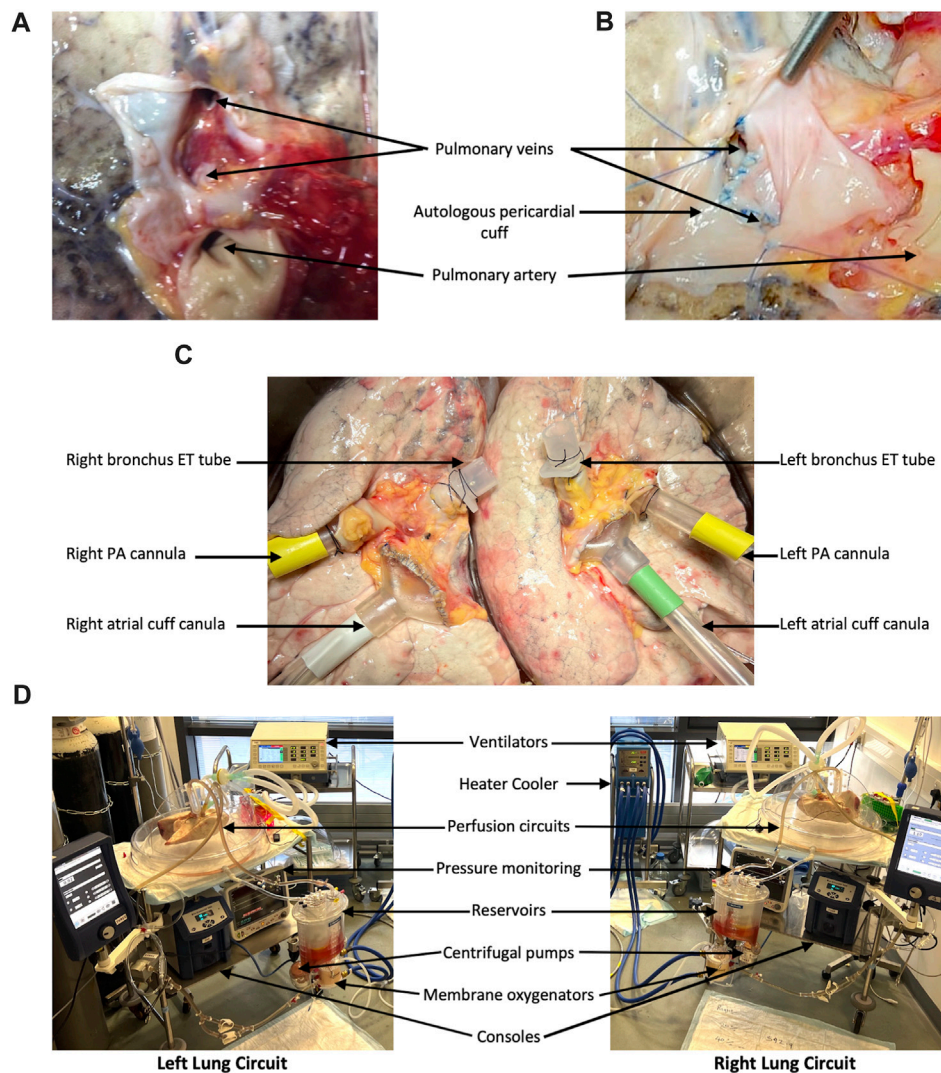 A
B
Pulmonary veins
Autologous pericardial
cuff
Pulmonary artery
C
Right bronchus ET tube
Left bronchus ET tube
Right PA cannula
Left PA cannula
Right atrial cuff canula
Left atrial cuff canula
D
Ventilators
Heater Cooler
Perfusion circuits
Pressure monitoring
Reservoirs
Centrifugal pumps
Membrane oxygenators
Consoles
Left Lung Circuit
Right Lung Circuit